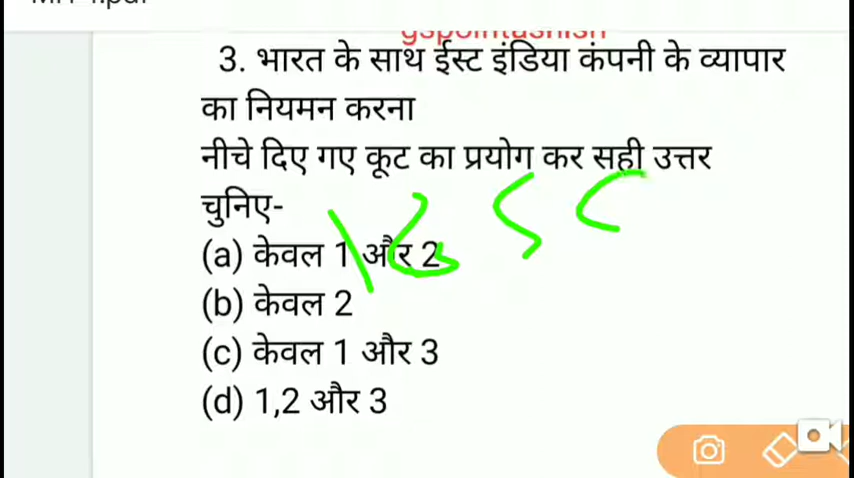 3. भारत के साथ ईस्ट इंडिया कंपनी के व्यापार
का नियमन करना
नीचे दिए गए कूट का प्रयोग कर सही उत्तर
चुनिए-
(a) केवल 1 और 2
(b) केवल 2
(c) केवल 1 और 3
(d) 1,2 और 3